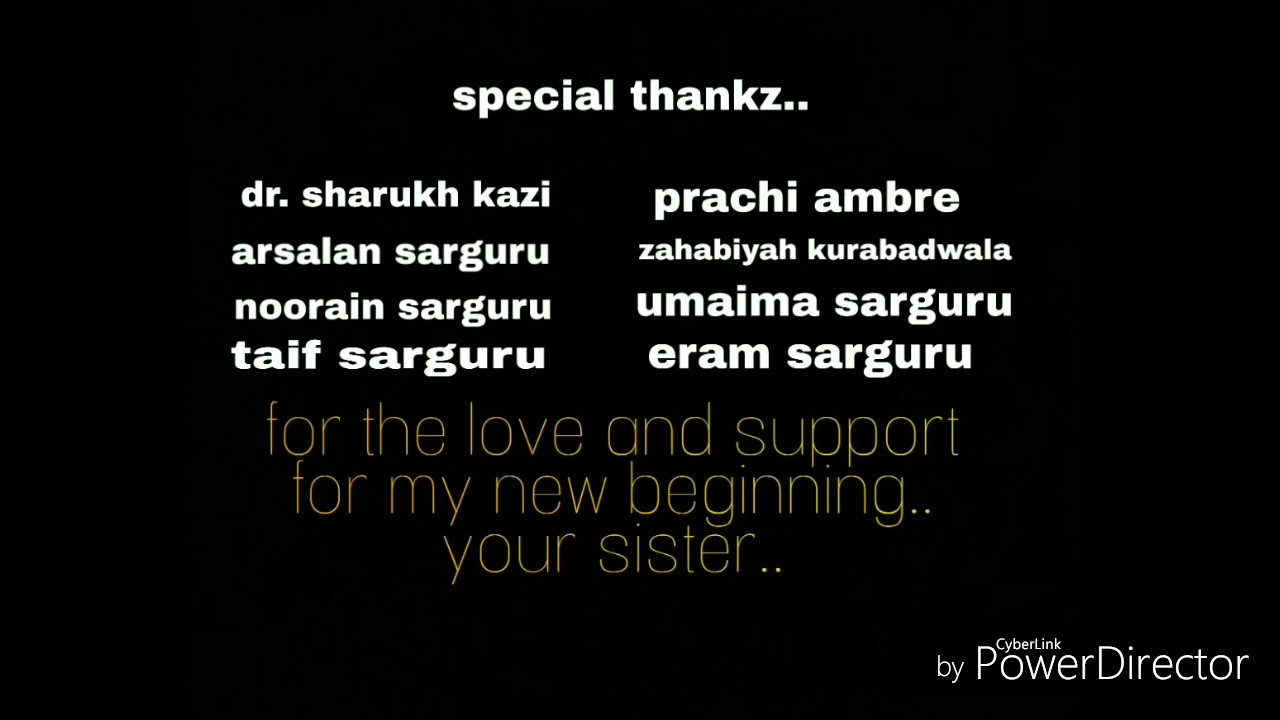 special thankz..
dr. sharukh kazi
arsalan sarguru
noorain sarguru
taif sarguru
prachi ambre
zahabiyah kurabadwala
umaima sarguru
eram sarguru
for the love and support
for my new beginning..
your sister..
CyberLink
by PowerDirector